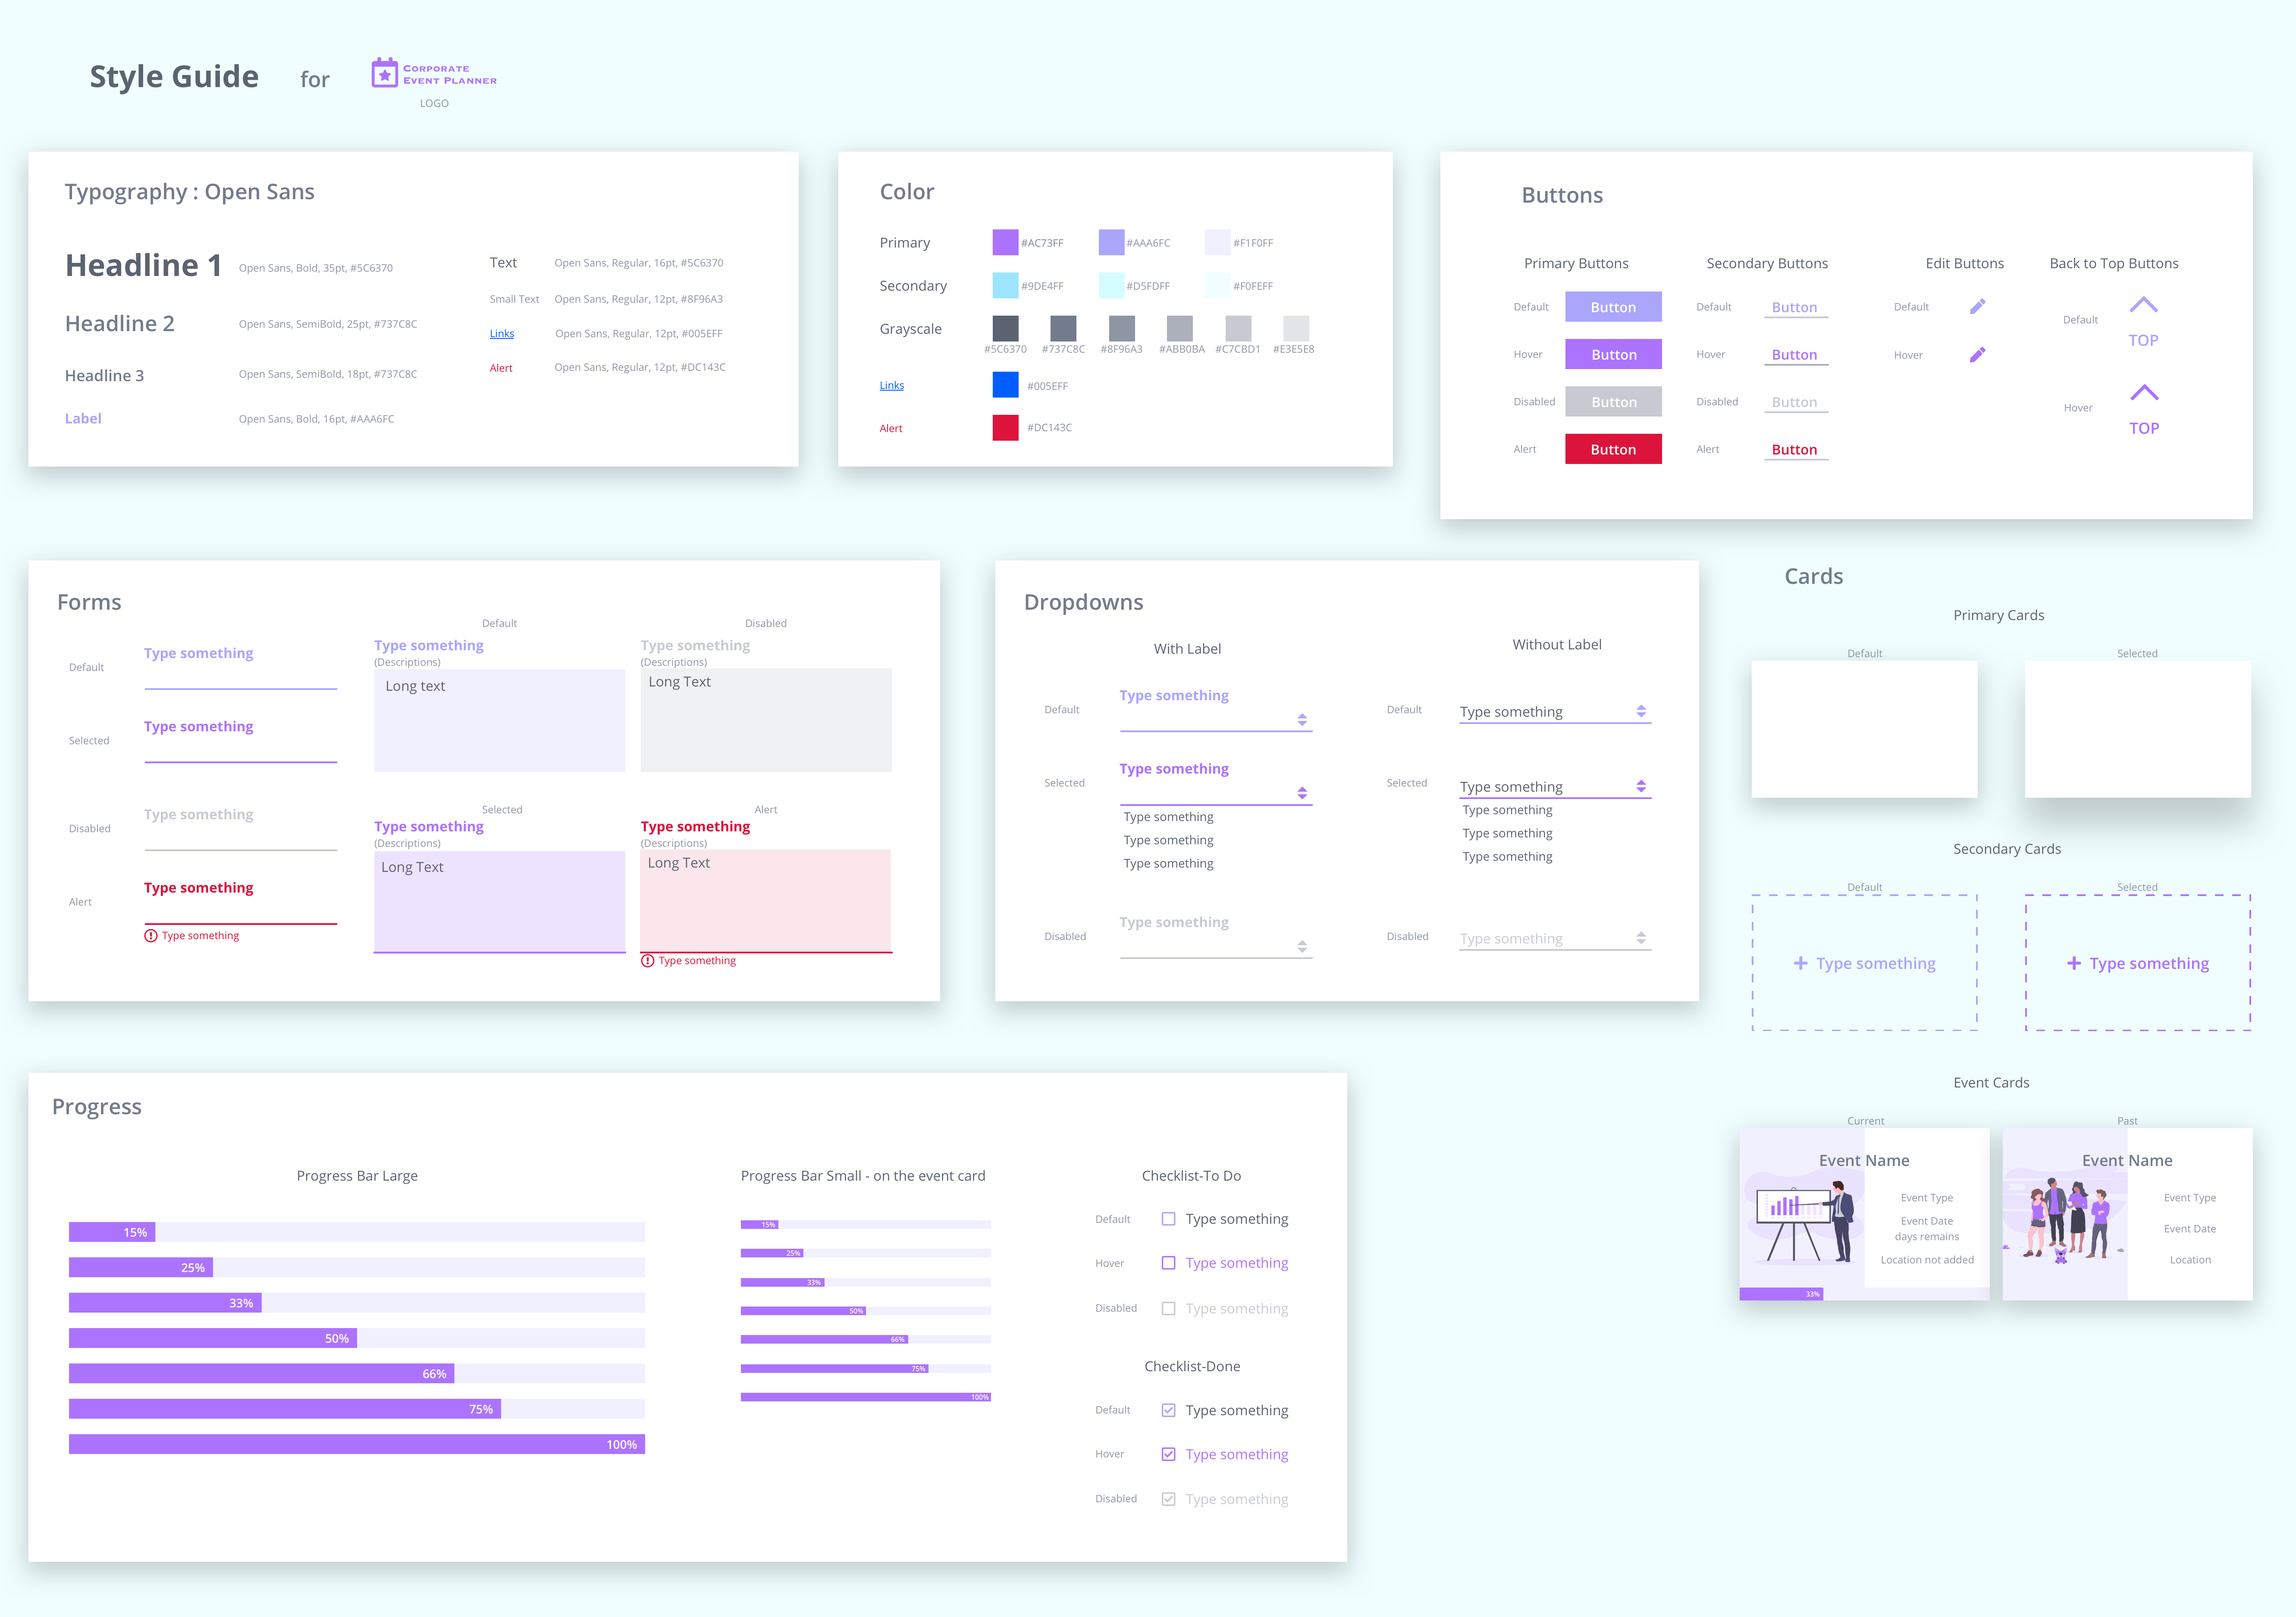 Style Guide for
CORPORATE
EVENT PLANNER
LOGO
Typography : Open Sans
Headline 1 Open Sans, Bold, 35pt, #5C6370
Headline 2 Open Sans, SemiBold, 25pt, #737C8C
Headline 3 Open Sans, SemiBold, 18pt, #737C8C
Label Open Sans, Bold, 16pt, #AAA6FC
Text Open Sans, Regular, 16pt, #5C6370
Small Text Open Sans, Regular, 12pt, #8F96A3
Links Open Sans, Regular, 12pt, #005EFF
Alert Open Sans, Regular, 12pt, #DC143C
Color
Primary #AC73FF #AAA6FC #F1F0FF
Secondary #9DE4FF #D5FDFF #F0FEFF
Grayscale
#5C6370 #737C8C #8F96A3 #ABB0BA #C7CBD1 #E3E5E8
Links #005EFF
Alert #DC143C
Buttons
Primary Buttons
Default Button
Hover Button
Disabled Button
Alert Button
Secondary Buttons
Default Button
Hover Button
Disabled Button
Alert Button
Edit Buttons
Default
Hover
Back to Top Buttons
Default
TOP
Hover
TOP
Forms
Default
Type something
Selected
Type something
Disabled
Type something
Alert
Type something
Type something
Default
Type something
(Descriptions)
Long text
Disabled
Type something
(Descriptions)
Long Text
Selected
Type something
(Descriptions)
Long Text
Alert
Type something
(Descriptions)
Long Text
Type something
Dropdowns
With Label
Default
Type something
Selected
Type something
Type something
Type something
Type something
Disabled
Type something
Without Label
Default Type something
Selected Type something
Type something
Type something
Type something
Disabled Type something
Cards
Primary Cards
Default Selected
Secondary Cards
Default Selected
Type something Type something
Event Cards
Current
Event Name
Event Type
Event Date
days remains
Location not added
33%
Past
Event Name
Event Type
Event Date
Location
Progress
Progress Bar Large
15%
25%
33%
50%
66%
75%
100%
Progress Bar Small - on the event card
15%
25%
33%
50%
66%
75%
100%
Checklist-To Do
Default Type something
Hover Type something
Disabled Type something
Checklist-Done
Default Type something
Hover Type something
Disabled Type something